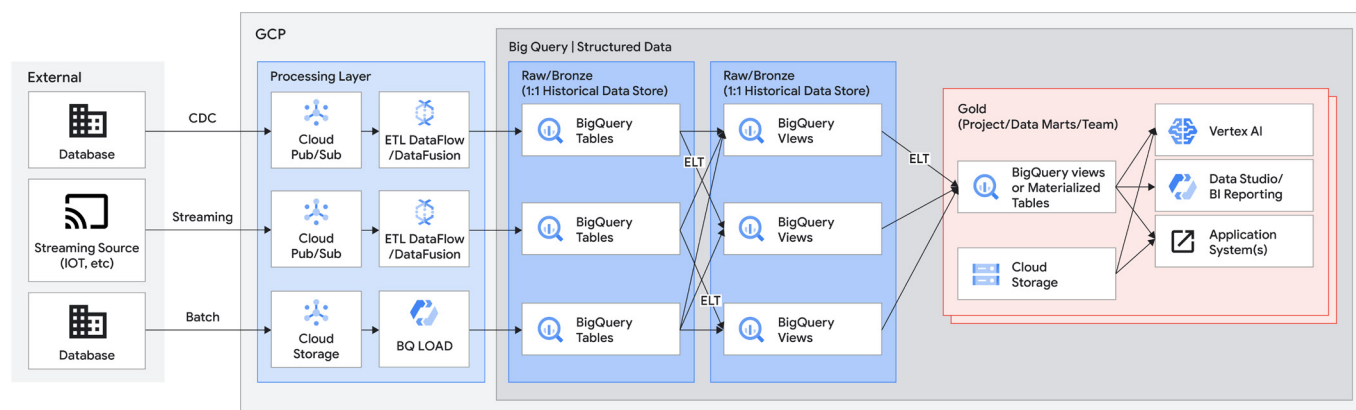 GCP
Big Query | Structured Data
External
Database
Streaming Source
(IOT, etc)
Database
CDC
Streaming
Batch
Processing Layer
Cloud
Pub/Sub
ETL DataFlow
/DataFusion
Cloud
Pub/Sub
ETL DataFlow
/DataFusion
Cloud
Storage
BQ LOAD
Raw/Bronze
(1:1 Historical Data Store)
BigQuery
Tables
BigQuery
Tables
BigQuery
Tables
ELT
ELT
Raw/Bronze
(1:1 Historical Data Store)
BigQuery
VIews
BigQuery
Views
BigQuery
Views
ELT
Gold
(Project/Data Marts/Team)
BigQuery views
or Materialized
Tables
Cloud
Storage
Vertex AI
Data Studio/
BI Reporting
Application
System(s)